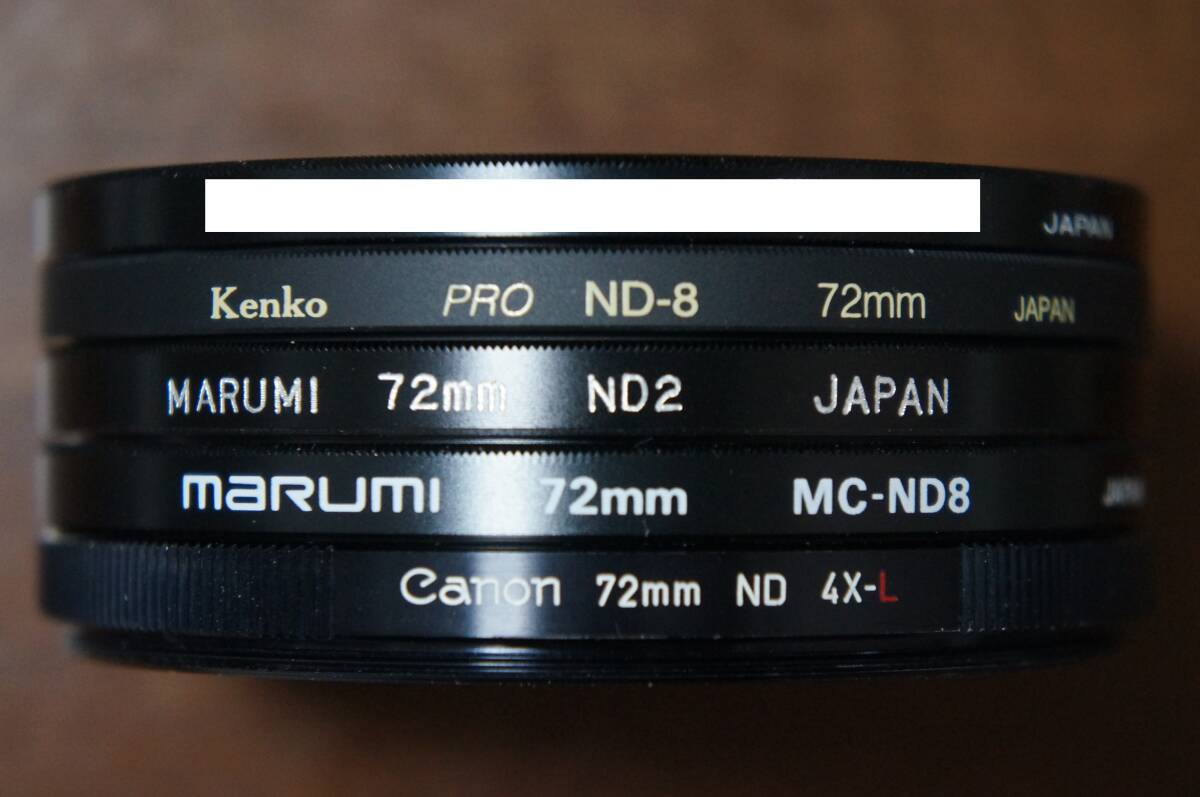 JAPAN
Kenko PRO ND-8 72mm JAPAN
MARUMI 72mm ND2 JAPAN
marumi 72mm MC-ND8 JAPAN
Canon 72mm ND 4X-L